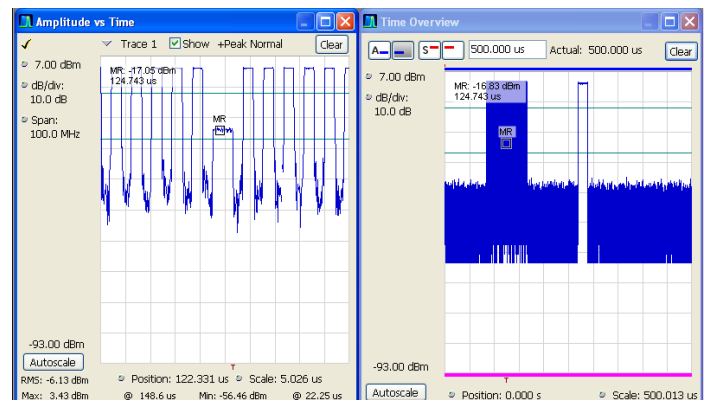 Amplitude vs Time
Trace 1 Show +Peak Normal Clear
7.00 dBm
dB/div:
10.0 dB
Span:
100.0 MHz
MR: -17.05 dBm
124.743 us
MR
-93.00 dBm
Autoscale
T
Position: 122.331 us Scale: 5.026 us
RMS: -6.13 dBm
Max: 3.43 dBm @ 148.6 us Min: -56.46 dBm @ 22.25 us
Time Overview
A S 500.000 us Actual: 500.000 us Clear
7.00 dBm
dB/div:
10.0 dB
MR: -16.83 dBm
124.743 us
MR
-93.00 dBm
T
Autoscale
Position: 0.000 s Scale: 500.013 us